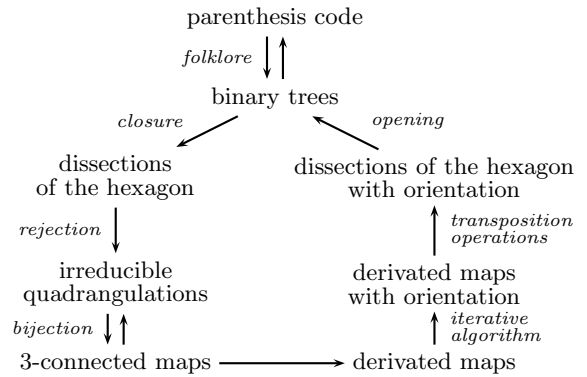 parenthesis code
folklore
binary trees
closure
opening
dissections
of the hexagon
dissections of the hexagon
with orientation
rejection
transposition
operations
irreducible
quadrangulations
derivated maps
with orientation
bijection
iterative
algorithm
3-connected maps
derivated maps